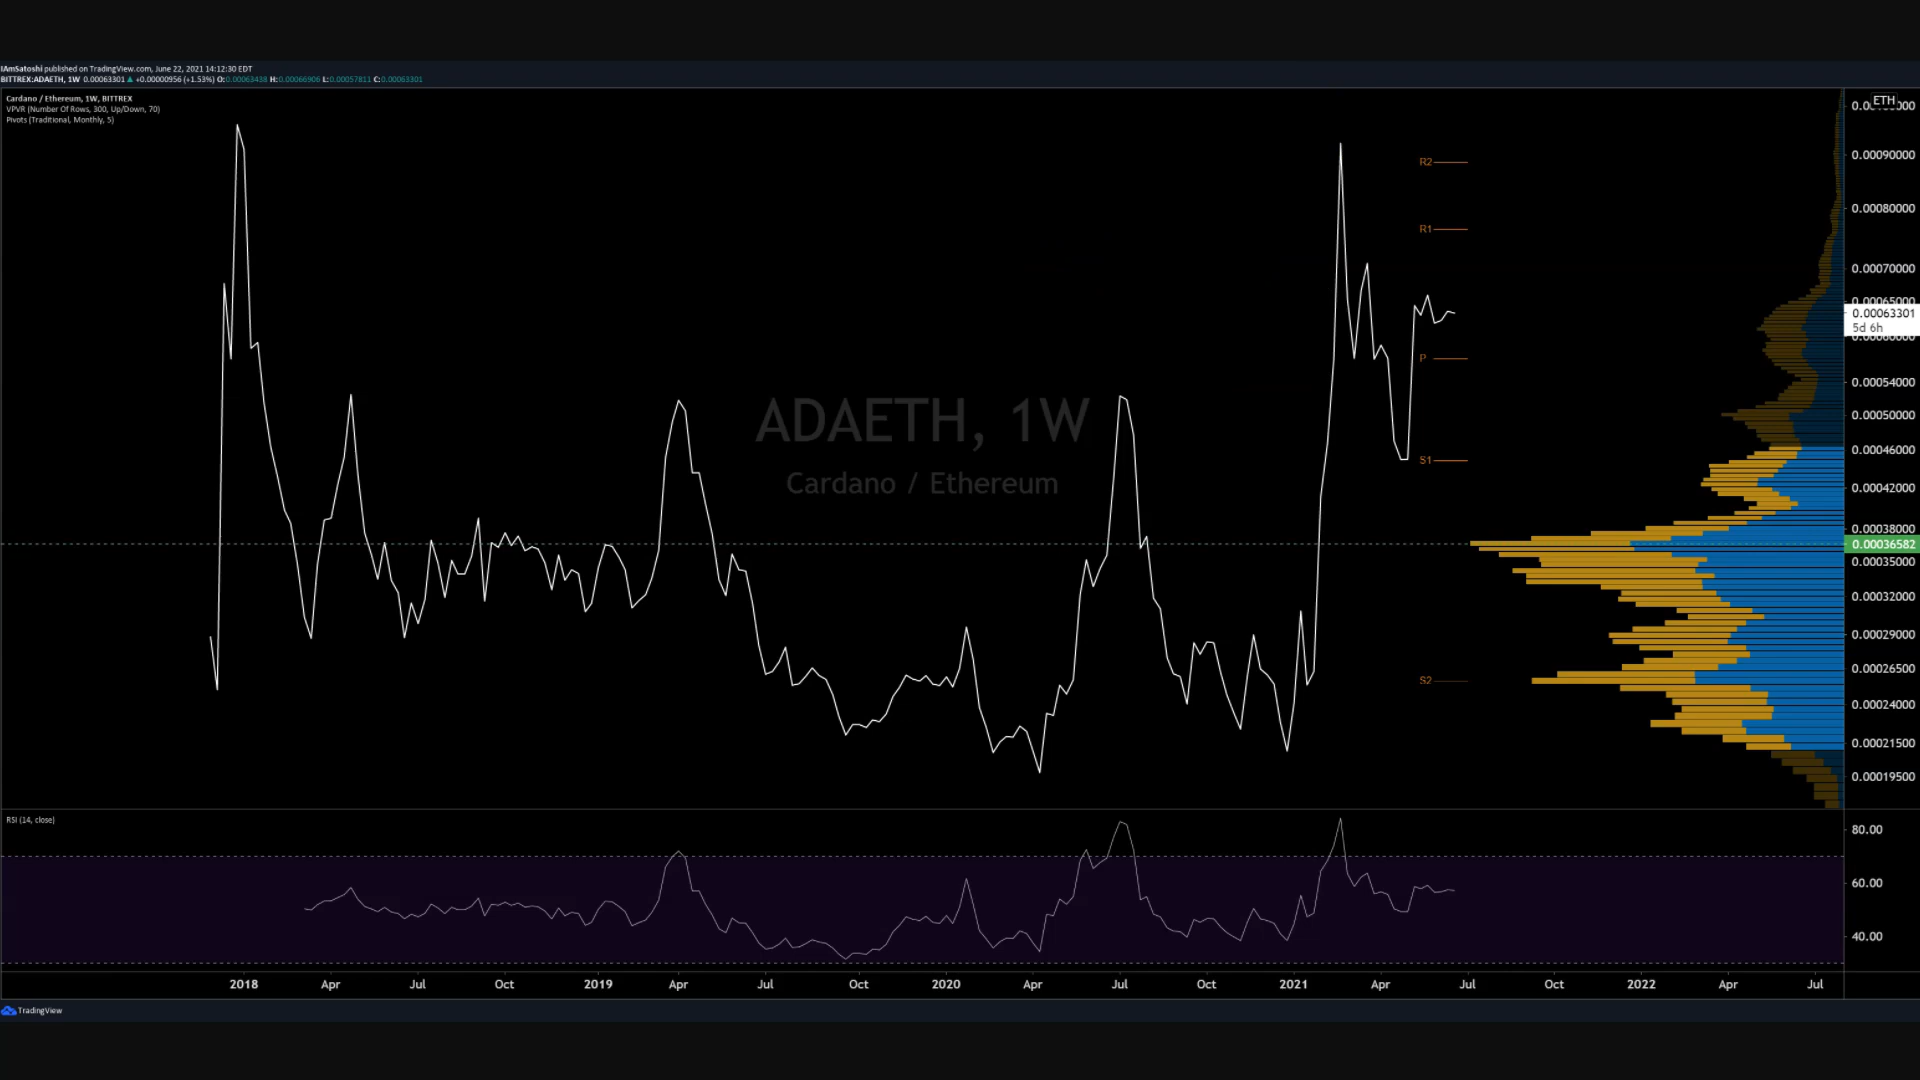 IAmSatoshi published on TradingView.com, June 22, 2021 14:12:30 EDT
BITTREX:ADAETH, 1W 0.00063301 ▲ +0.00000956 (+1.53%) O:0.00063438 H:0.00066906 L:0.00057811 C:0.00063301
Cardano / Ethereum, 1W, BITTREX
VPVR (Number Of Rows, 300, Up/Down, 70)
Pivots (Traditional, Monthly, 5)
ETH
0.00090000
R2
0.00080000
R1
0.00070000
0.00065000
0.00063301
5d 6h
0.00060000
P
0.00054000
ADAETH, 1W
0.00050000
Cardano / Ethereum
0.00046000
S1
0.00042000
0.00038000
0.00036582
0.00035000
0.00032000
0.00029000
0.00026500
S2
0.00024000
0.00021500
0.00019500
RSI (14, close)
80.00
60.00
40.00
2018 Apr Jul Oct 2019 Apr Jul Oct 2020 Apr Jul Oct 2021 Apr Jul Oct 2022 Apr Jul
TradingView